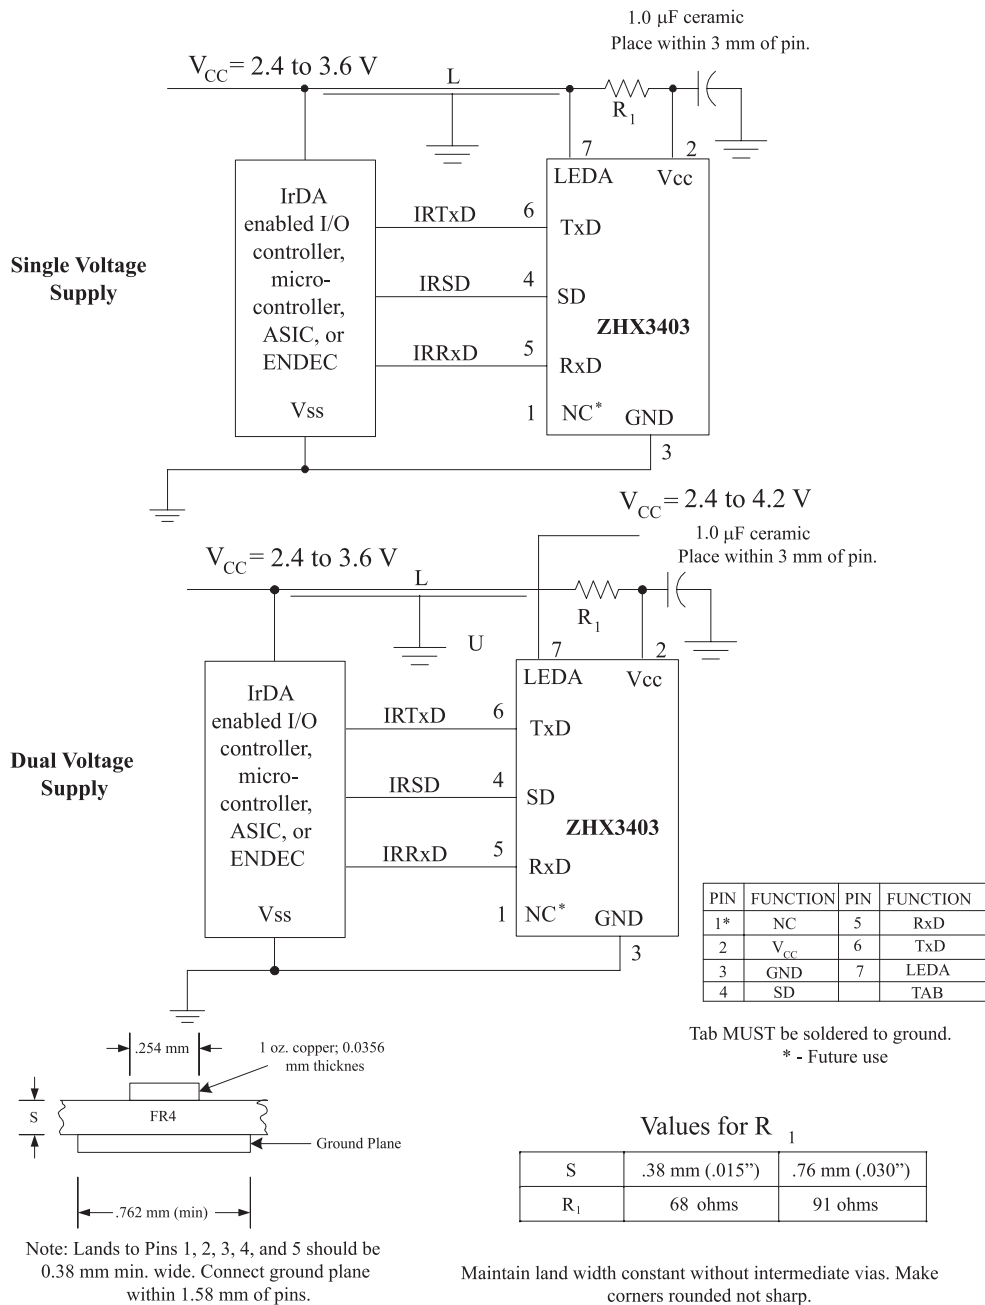 1.0 µF ceramic
Place within 3 mm of pin.
V_CC = 2.4 to 3.6 V
L
R_1
7
2
LEDA
Vcc
IrDA
enabled I/O
controller,
micro-
controller,
ASIC, or
ENDEC
Vss
Single Voltage
Supply
IRTxD
6
TxD
IRSD
4
SD
ZHX3403
IRRxD
5
RxD
1
NC*
GND
3
V_CC = 2.4 to 4.2 V
1.0 µF ceramic
Place within 3 mm of pin.
V_CC = 2.4 to 3.6 V
L
R_1
U
7
2
LEDA
Vcc
IrDA
enabled I/O
controller,
micro-
controller,
ASIC, or
ENDEC
Vss
Dual Voltage
Supply
IRTxD
6
TxD
IRSD
4
SD
ZHX3403
IRRxD
5
RxD
1
NC*
GND
3
PIN FUNCTION PIN FUNCTION
1* NC 5 RxD
2 V_CC 6 TxD
3 GND 7 LEDA
4 SD TAB
Tab MUST be soldered to ground.
* - Future use
.254 mm
1 oz. copper; 0.0356
mm thicknes
S
FR4
Ground Plane
.762 mm (min)
Note: Lands to Pins 1, 2, 3, 4, and 5 should be
0.38 mm min. wide. Connect ground plane
within 1.58 mm of pins.
Values for R_1
S .38 mm (.015”) .76 mm (.030”)
R_1 68 ohms 91 ohms
Maintain land width constant without intermediate vias. Make
corners rounded not sharp.